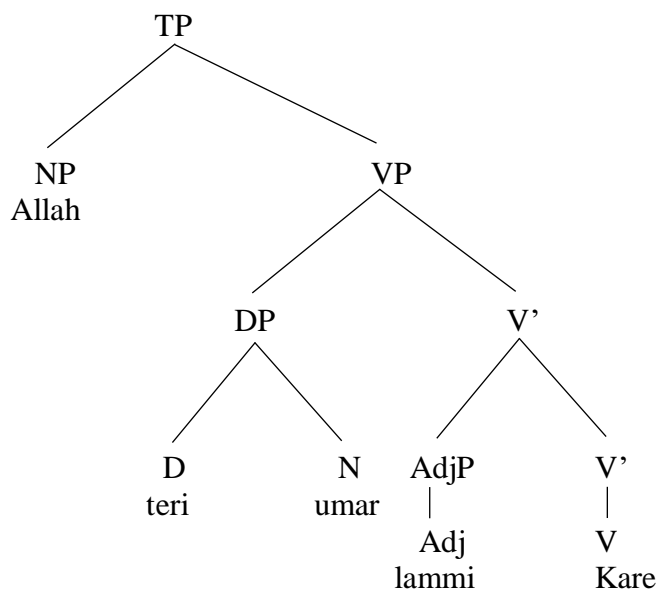 TP
NP VP
Allah
DP V’
D N AdjP V’
teri umar
Adj V
lammi Kare